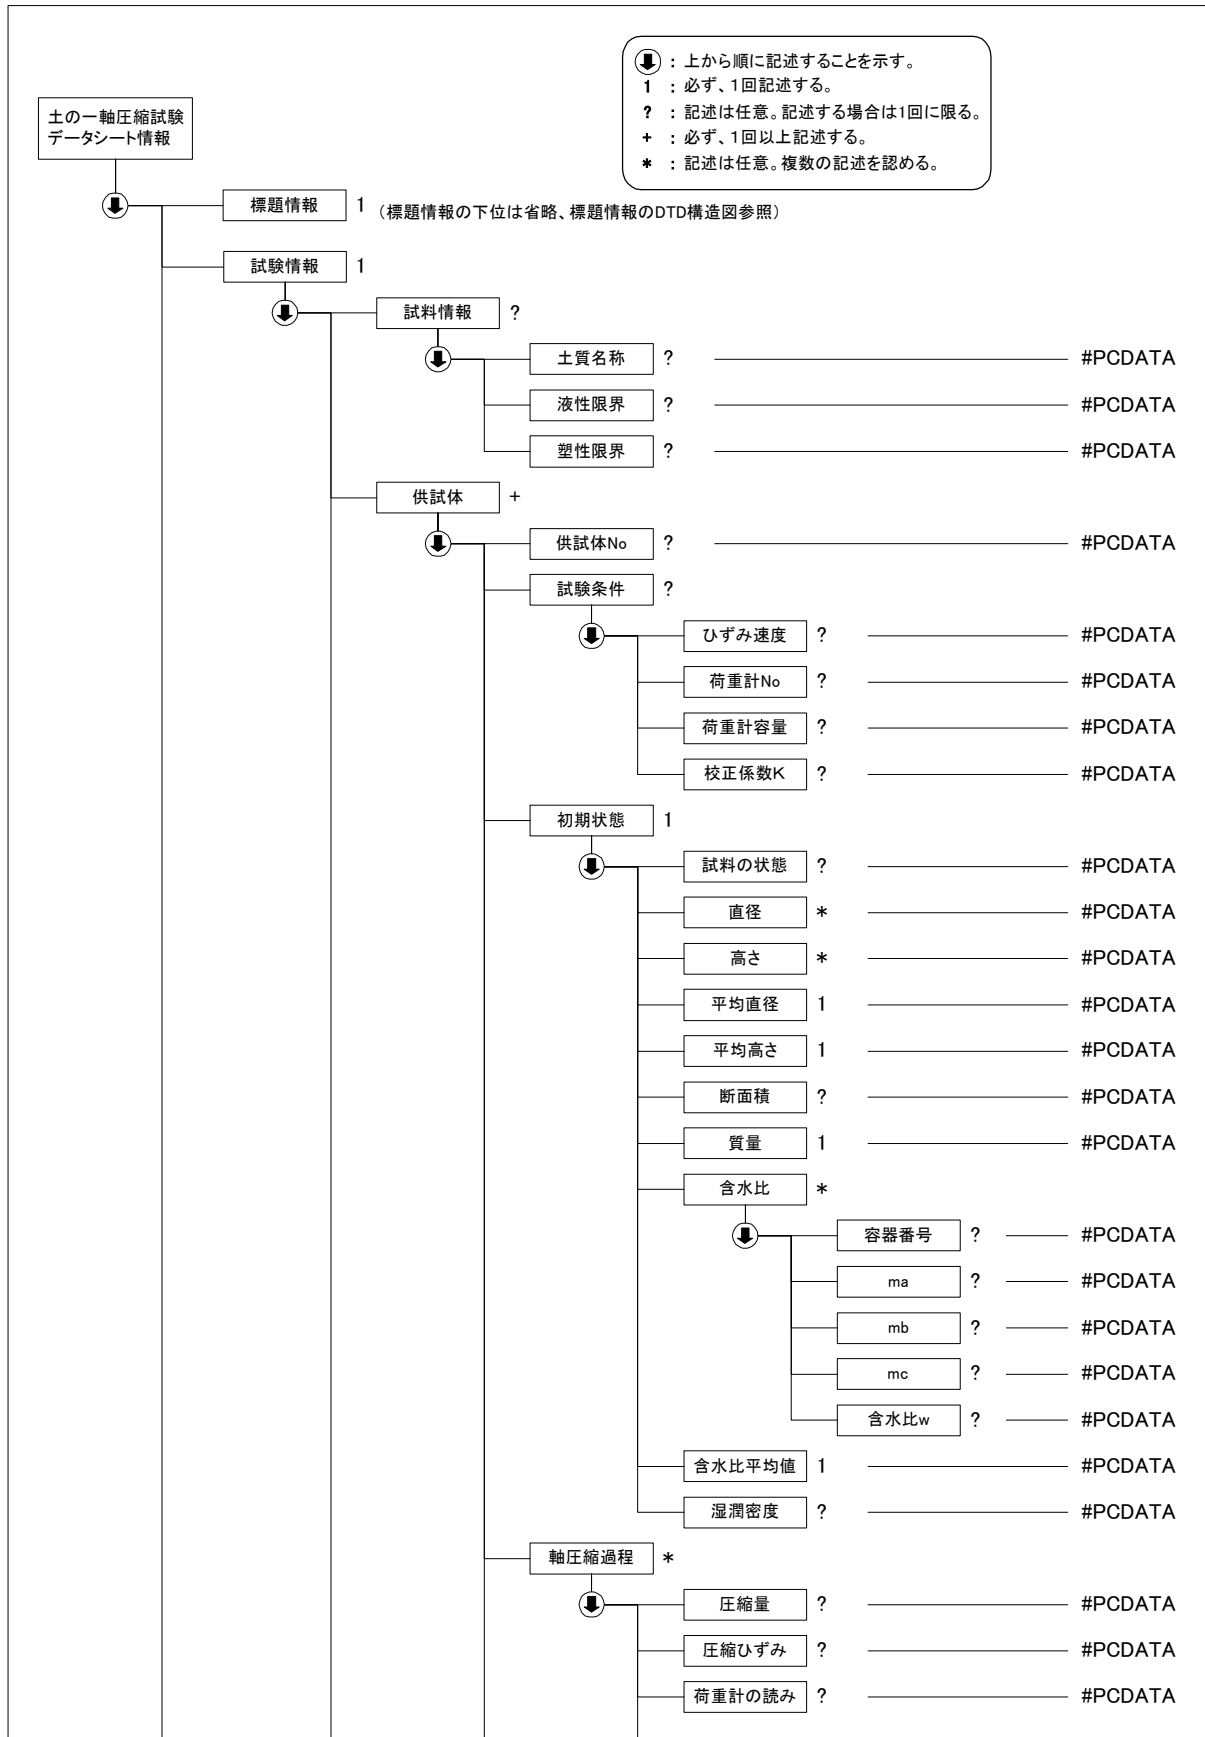 ⬇ : 上から順に記述することを示す。
1 : 必ず、1回記述する。
? : 記述は任意。記述する場合は1回に限る。
+ : 必ず、1回以上記述する。
* : 記述は任意。複数の記述を認める。
土の一軸圧縮試験
データシート情報
標題情報 1 (標題情報の下位は省略、標題情報のDTD構造図参照)
試験情報 1
試料情報 ?
土質名称 ? #PCDATA
液性限界 ? #PCDATA
塑性限界 ? #PCDATA
供試体 +
供試体No ? #PCDATA
試験条件 ?
ひずみ速度 ? #PCDATA
荷重計No ? #PCDATA
荷重計容量 ? #PCDATA
校正係数K ? #PCDATA
初期状態 1
試料の状態 ? #PCDATA
直径 * #PCDATA
高さ * #PCDATA
平均直径 1 #PCDATA
平均高さ 1 #PCDATA
断面積 ? #PCDATA
質量 1 #PCDATA
含水比 *
容器番号 ? #PCDATA
ma ? #PCDATA
mb ? #PCDATA
mc ? #PCDATA
含水比w ? #PCDATA
含水比平均値 1 #PCDATA
湿潤密度 ? #PCDATA
軸圧縮過程 *
圧縮量 ? #PCDATA
圧縮ひずみ ? #PCDATA
荷重計の読み ? #PCDATA